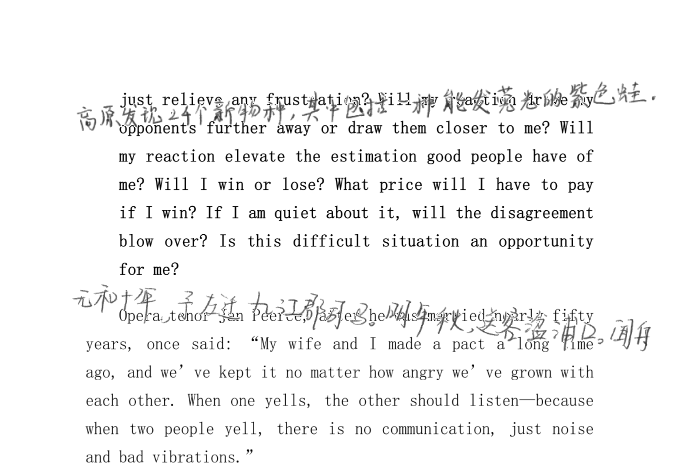 just relieve any frustration? Will my reaction drive my
高原发现24个新物种,其中包括一种能发荧光的紫色蛙.
opponents further away or draw them closer to me? Will
my reaction elevate the estimation good people have of
me? Will I win or lose? What price will I have to pay
if I win? If I am quiet about it, will the disagreement
blow over? Is this difficult situation an opportunity
for me?
元和十年,予左迁九江郡司马。明年秋,送客湓浦口。闻舟
Opera tenor Jan Peerce, after he was married nearly fifty
years, once said: “My wife and I made a pact a long time
ago, and we’ve kept it no matter how angry we’ve grown with
each other. When one yells, the other should listen—because
when two people yell, there is no communication, just noise
and bad vibrations.”